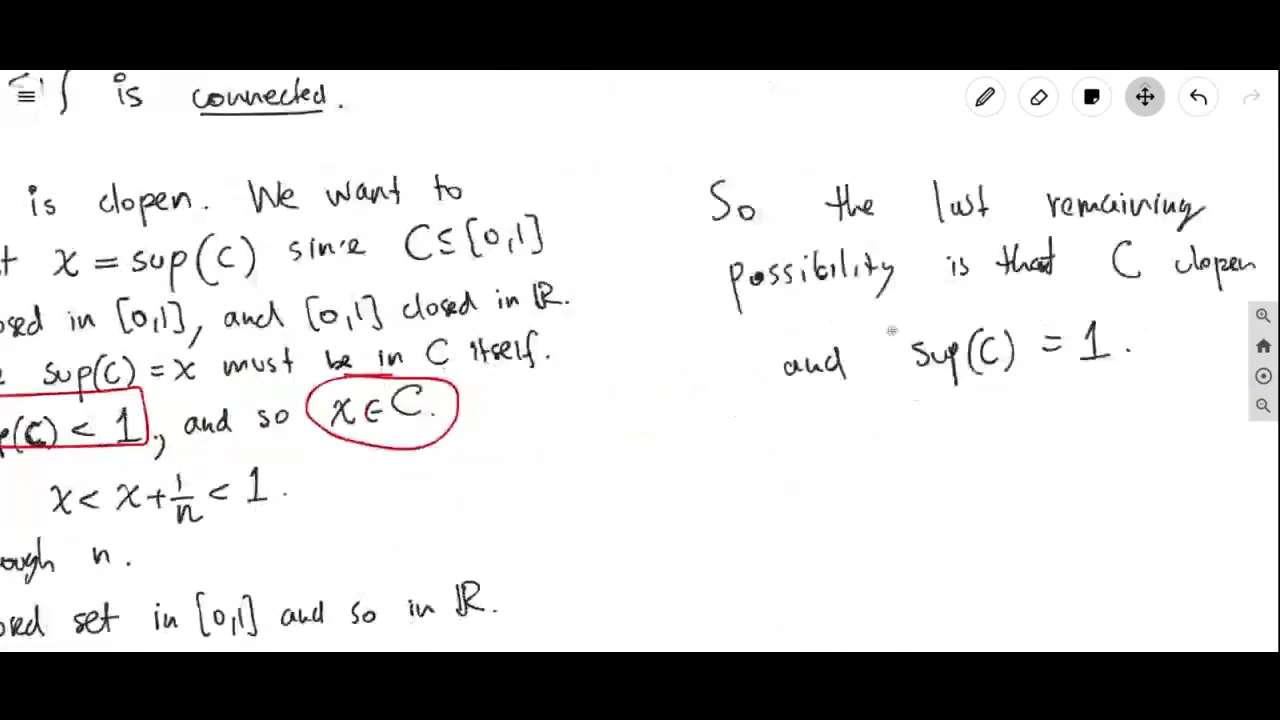 is connected.
is clopen. We want to
x = sup(C) since C ⊆ [0,1]
in [0,1], and [0,1] closed in ℝ.
sup(C) = x must be in C itself.
(C) < 1, and so x ∈ C.
x < x + 1/n < 1.
n.
set in [0,1] and so in ℝ.
So the last remaining
possibility is that C clopen
and sup(C) = 1.